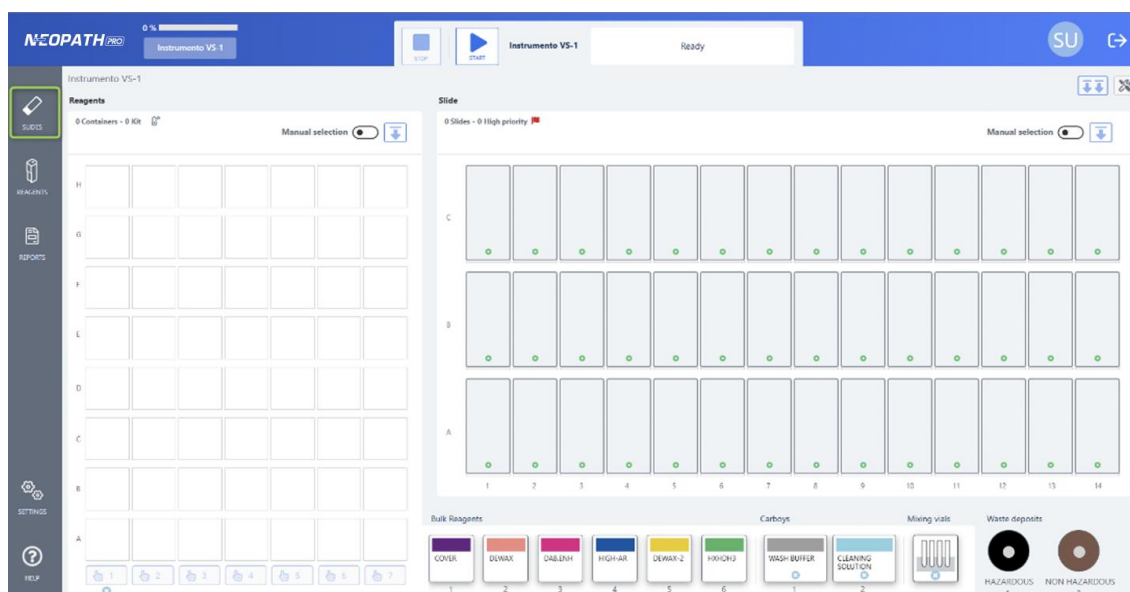 NEOPATH PRO
0 %
Instrumento VS-1
STOP
START
Instrumento VS-1
Ready
SU
Instrumento VS-1
SLIDES
REAGENTS
REPORTS
SETTINGS
HELP
Reagents
0 Containers - 0 Kit
Manual selection
H
G
F
E
D
C
B
A
1 2 3 4 5 6 7
Slide
0 Slides - 0 High priority
Manual selection
C
B
A
1 2 3 4 5 6 7 8 9 10 11 12 13 14
Bulk Reagents
COVER DEWAX DAB.ENH HIGH-AR DEWAX-2
1 2 3 4 5 6
Carboys
WASH BUFFER
CLEANING
SOLUTION
1 2
Mixing vials
Waste deposits
HAZARDOUS NON HAZARDOUS